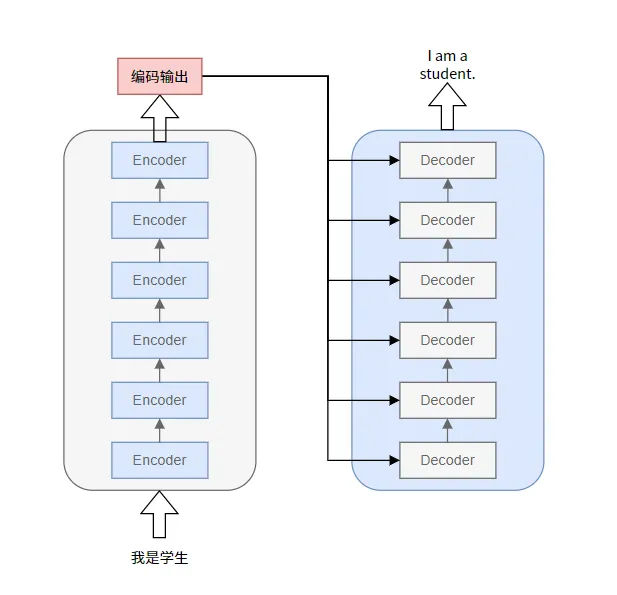 编码输出
Encoder
Encoder
Encoder
Encoder
Encoder
Encoder
我是学生
I am a
student.
Decoder
Decoder
Decoder
Decoder
Decoder
Decoder